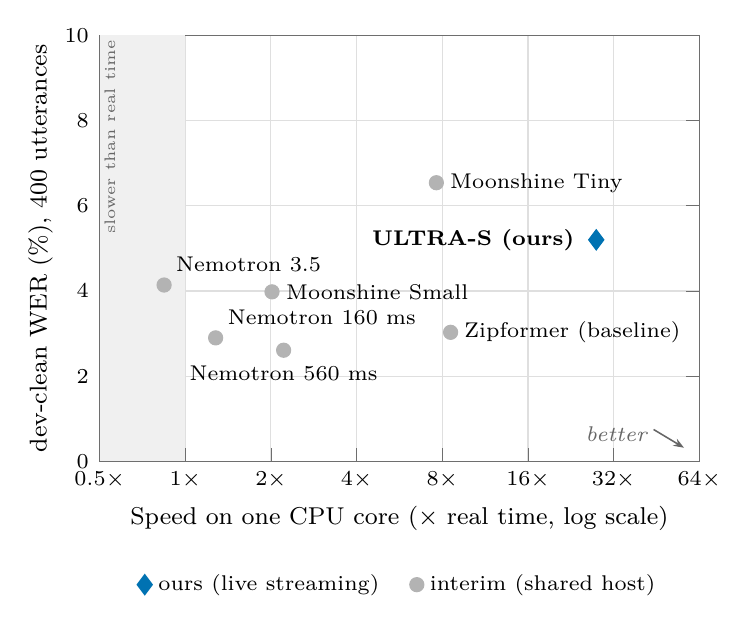 10
8
6
4
2
0
dev-clean WER (%), 400 utterances
slower than real time
Moonshine Tiny
ULTRA-S (ours)
Nemotron 3.5
Moonshine Small
Nemotron 160 ms
Zipformer (baseline)
Nemotron 560 ms
better
0.5× 1× 2× 4× 8× 16× 32× 64×
Speed on one CPU core (× real time, log scale)
ours (live streaming) interim (shared host)